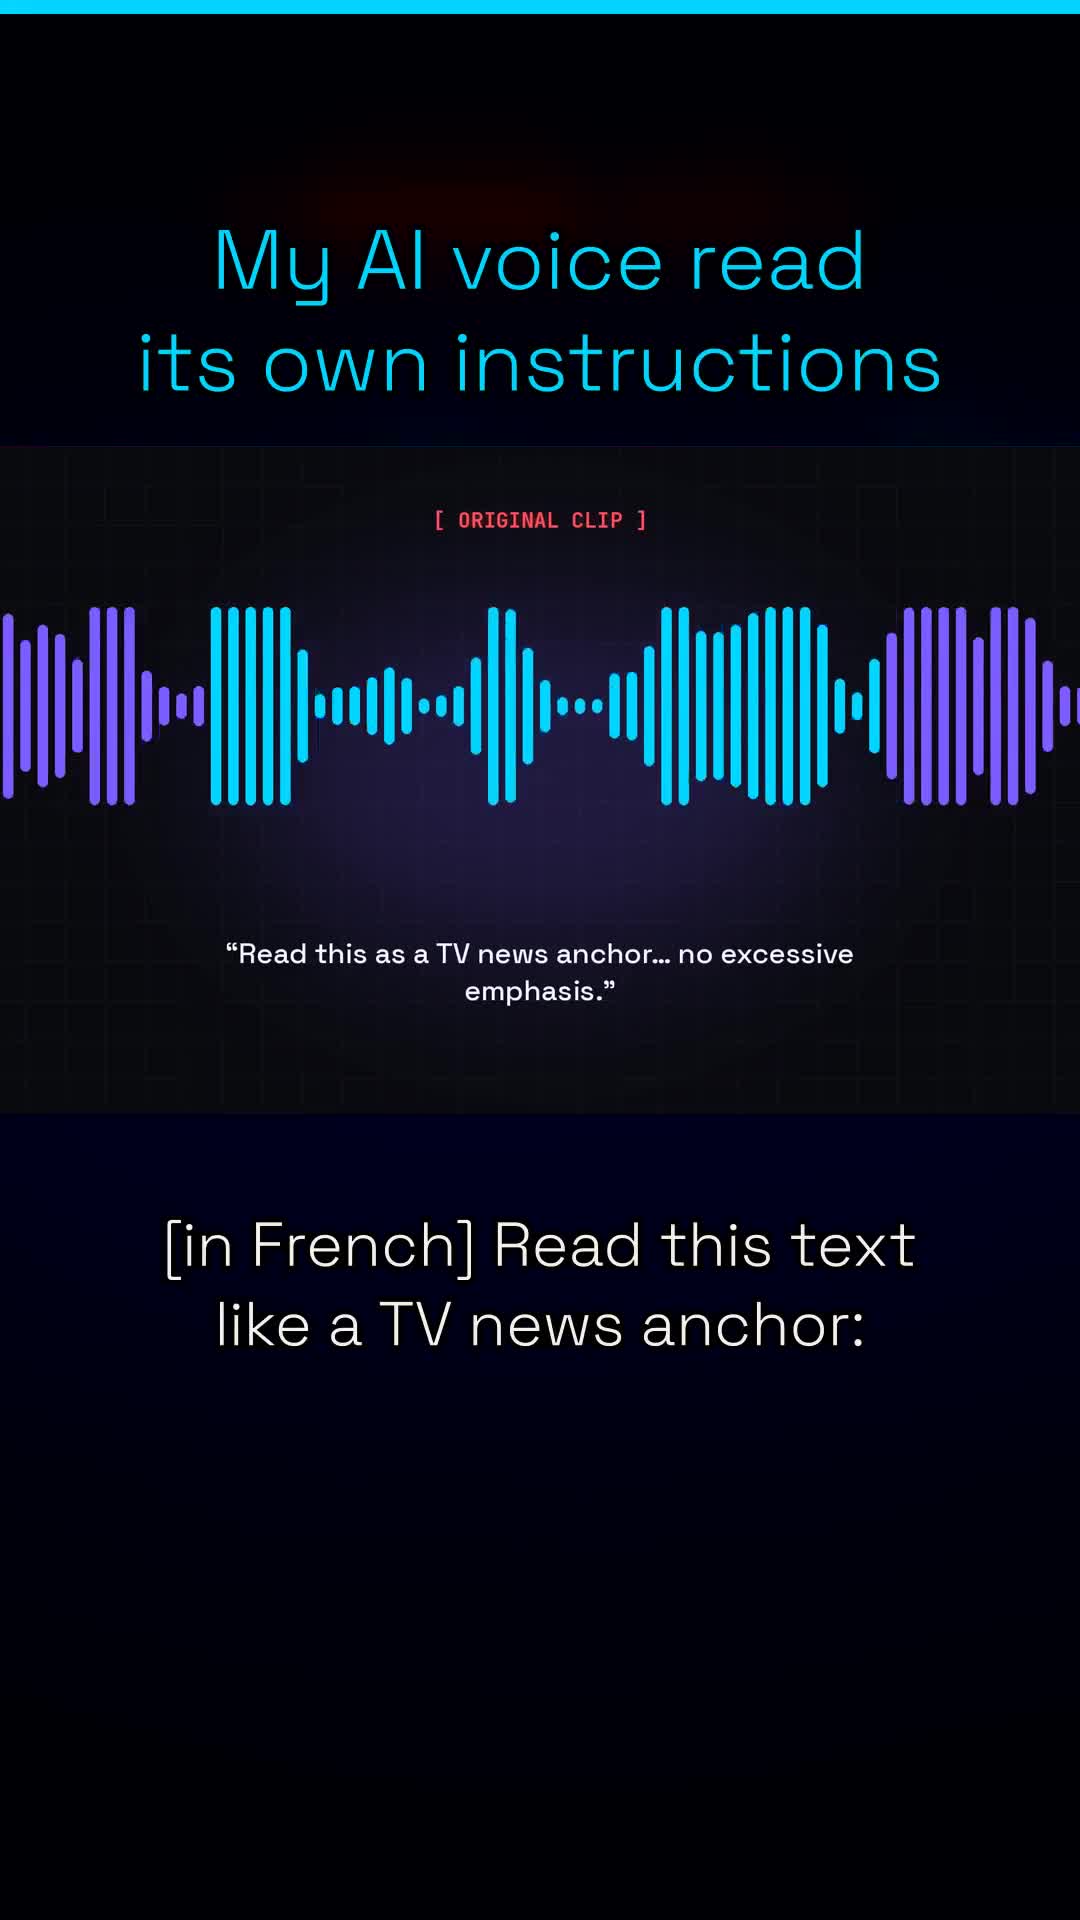 My AI voice read
its own instructions
[ ORIGINAL CLIP ]
“Read this as a TV news anchor… no excessive
emphasis.”
[in French] Read this text
like a TV news anchor: